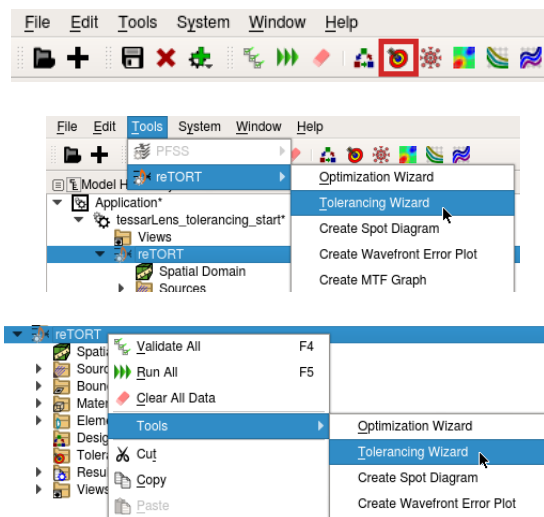 File Edit Tools System Window Help
File Edit Tools System Window Help
PFSS
Model H
reTORT
Optimization Wizard
Application*
Tolerancing Wizard
tessarLens_tolerancing_start*
Create Spot Diagram
Views
reTORT
Create Wavefront Error Plot
Spatial Domain
Create MTF Graph
Sources
reTORT
Validate All F4
Spati
Sourc
Run All F5
Boun
Mater
Clear All Data
Elem
Tools
Optimization Wizard
Desig
Toler
Cut
Tolerancing Wizard
Resu
Copy
Create Spot Diagram
Views
Paste
Create Wavefront Error Plot